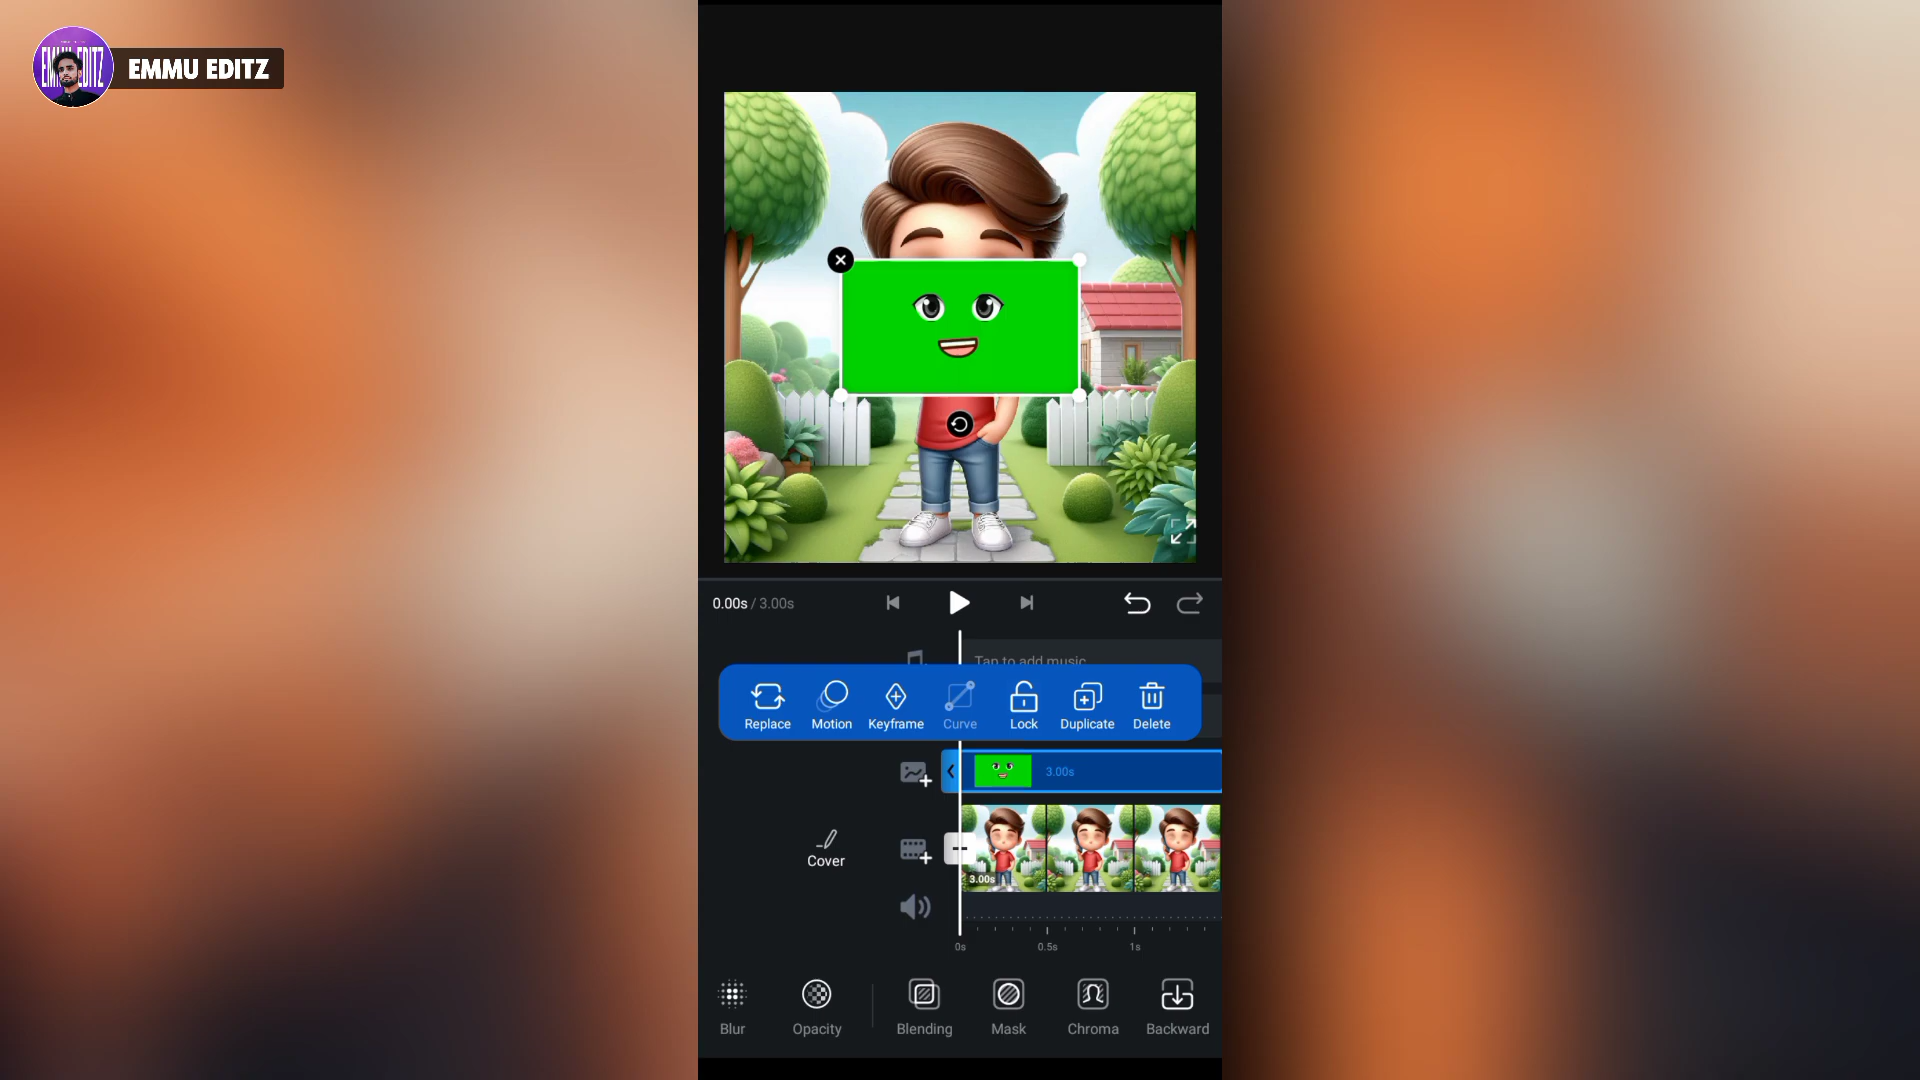 EMMU EDITZ
0.00s / 3.00s
Tap to add music
Replace
Motion
Keyframe
Curve
Lock
Duplicate
Delete
3.00s
Cover
3.00s
0s
0.5s
1s
Blur
Opacity
Blending
Mask
Chroma
Backward